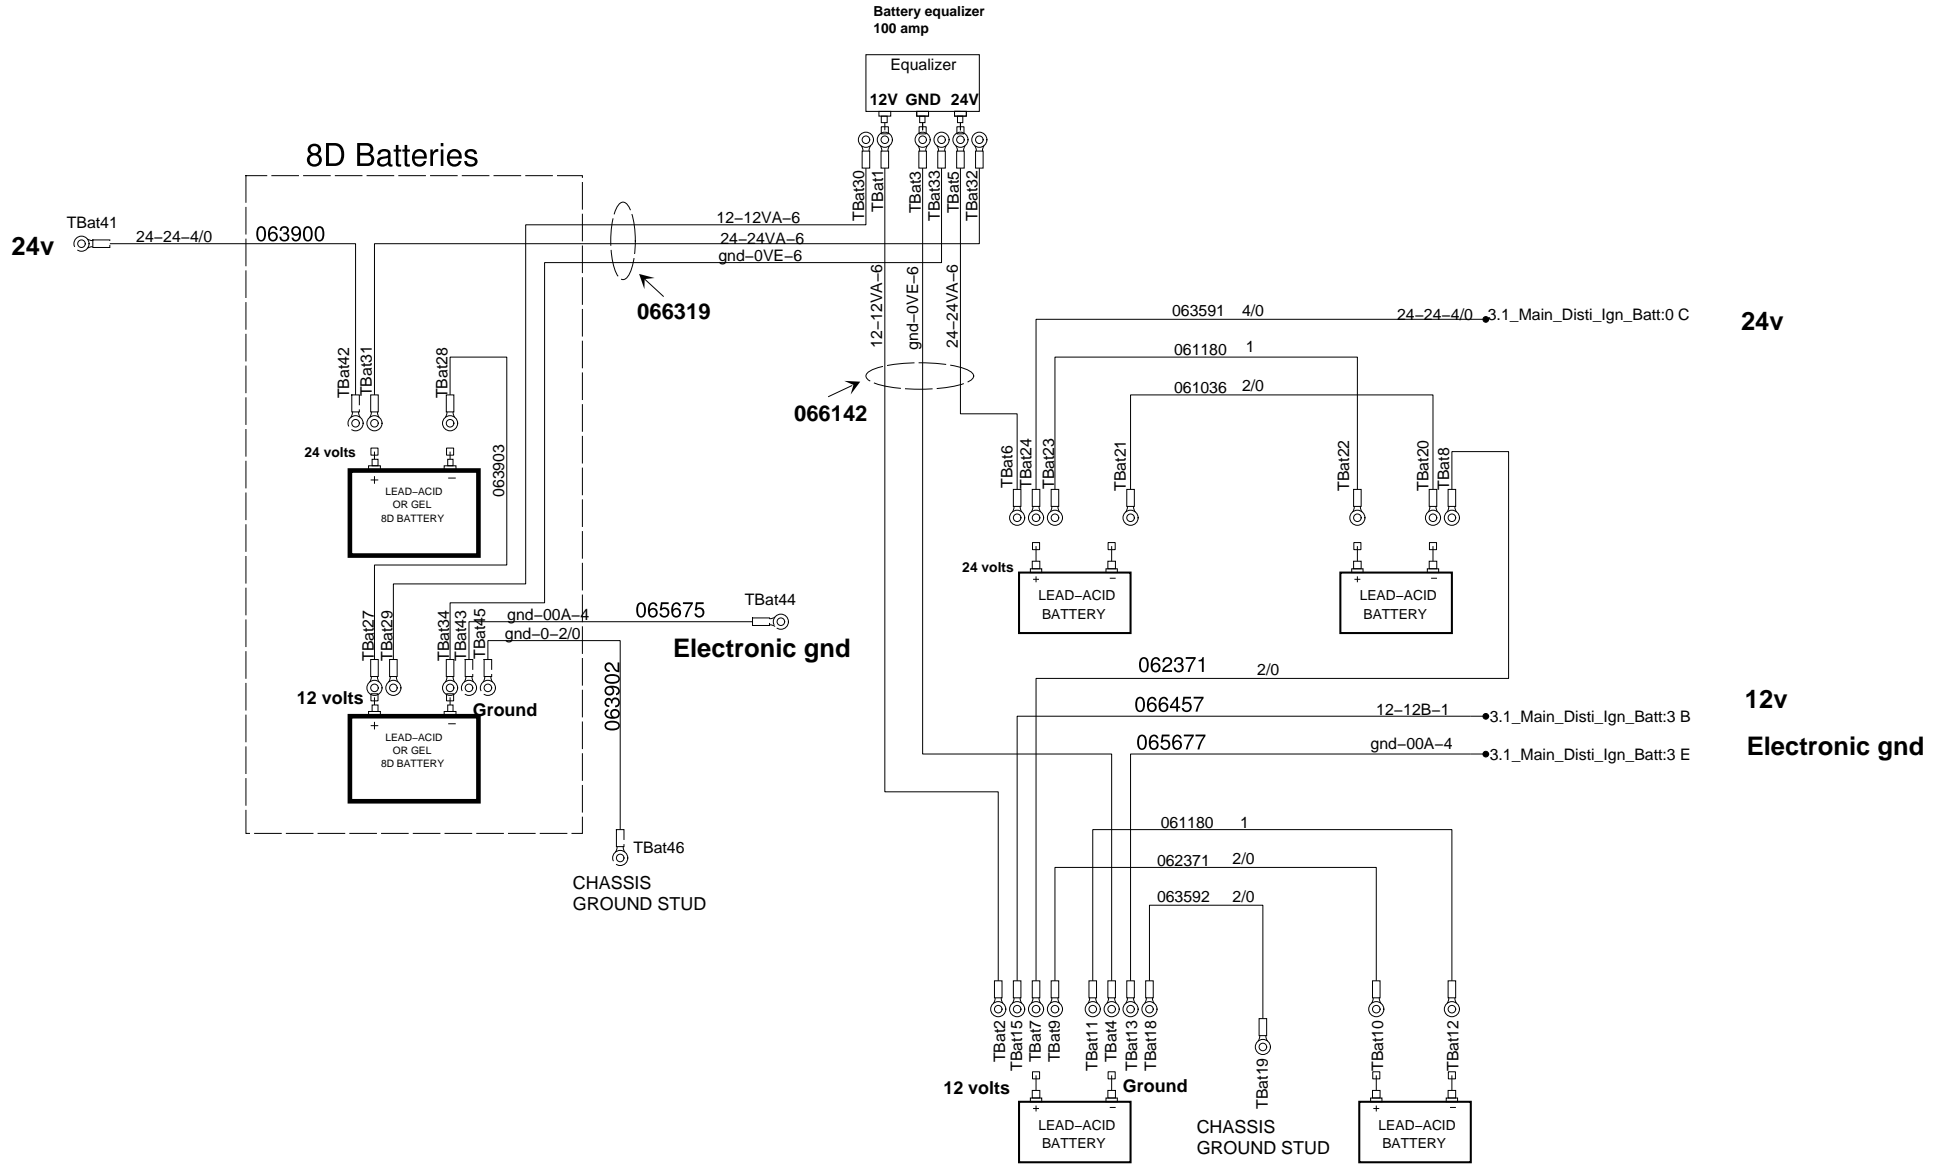 Battery equalizer
100 amp
Equalizer
12V GND 24V
TBat30
TBat1
TBat3
TBat33
TBat5
TBat32
8D Batteries
TBat41
24v
24-24-4/0
063900
12-12VA-6
24-24VA-6
gnd-0VE-6
066319
12-12VA-6
gnd-0VE-6
24-24VA-6
066142
063591 4/0
24-24-4/0
3.1_Main_Disti_Ign_Batt:0 C
24v
061180 1
061036 2/0
TBat42
TBat31
TBat28
24 volts
063903
+ −
LEAD-ACID
OR GEL
8D BATTERY
TBat6
TBat24
TBat23
TBat21
TBat22
TBat20
TBat8
24 volts
+ −
LEAD-ACID
BATTERY
+ −
LEAD-ACID
BATTERY
TBat27
TBat29
TBat34
TBat43
TBat45
gnd-00A-4
065675
TBat44
gnd-0-2/0
Electronic gnd
063902
12 volts
Ground
+ −
LEAD-ACID
OR GEL
8D BATTERY
TBat46
CHASSIS
GROUND STUD
062371 2/0
066457
12-12B-1
3.1_Main_Disti_Ign_Batt:3 B
12v
065677
gnd-00A-4
3.1_Main_Disti_Ign_Batt:3 E
Electronic gnd
061180 1
062371 2/0
063592 2/0
TBat2
TBat15
TBat7
TBat9
TBat11
TBat4
TBat13
TBat18
TBat19
TBat10
TBat12
12 volts
Ground
+ −
LEAD-ACID
BATTERY
CHASSIS
GROUND STUD
+ −
LEAD-ACID
BATTERY